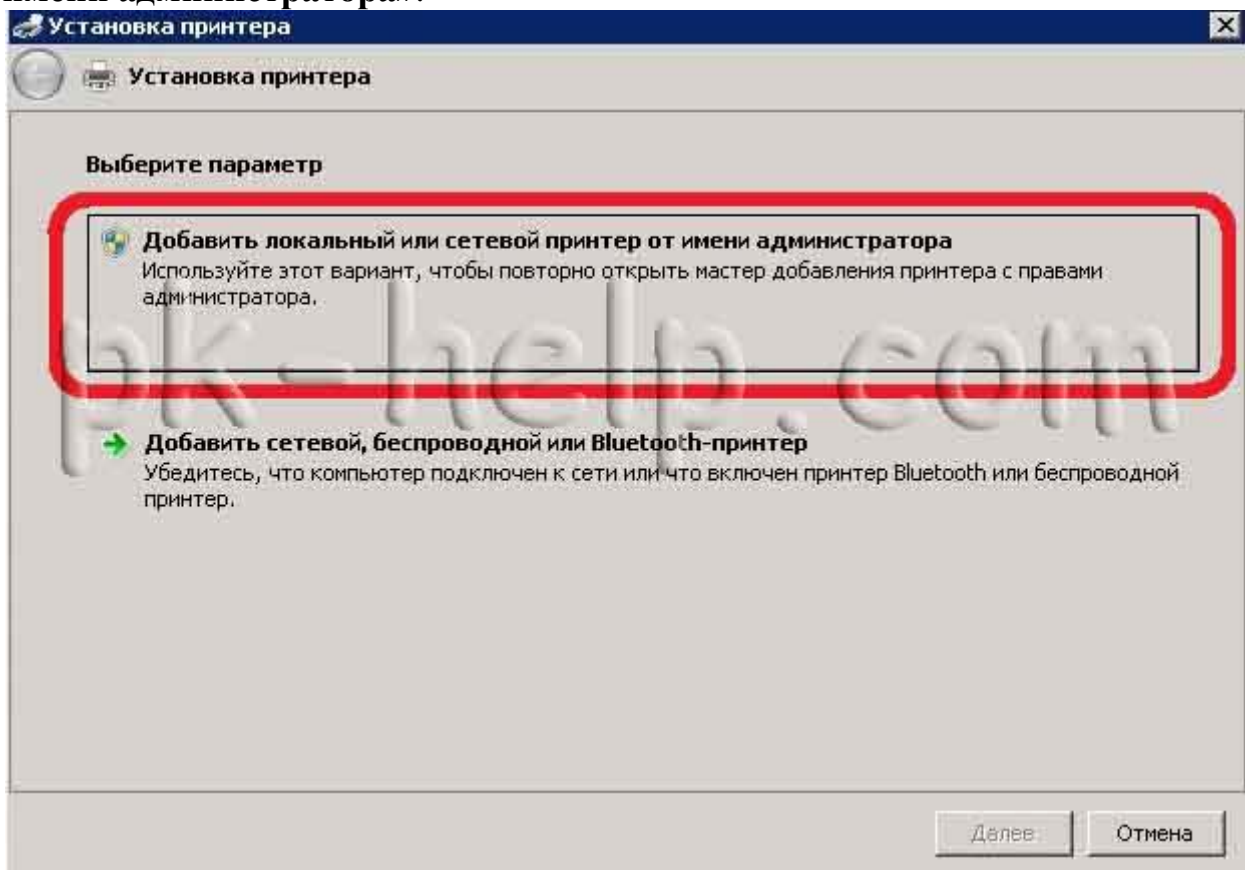 имени администратора».
Установка принтера
Установка принтера
Выберите параметр
Добавить локальный или сетевой принтер от имени администратора
Используйте этот вариант, чтобы повторно открыть мастер добавления принтера с правами
администратора.
pk-help.com
Добавить сетевой, беспроводной или Bluetooth-принтер
Убедитесь, что компьютер подключен к сети или что включен принтер Bluetooth или беспроводной
принтер.
Далее
Отмена